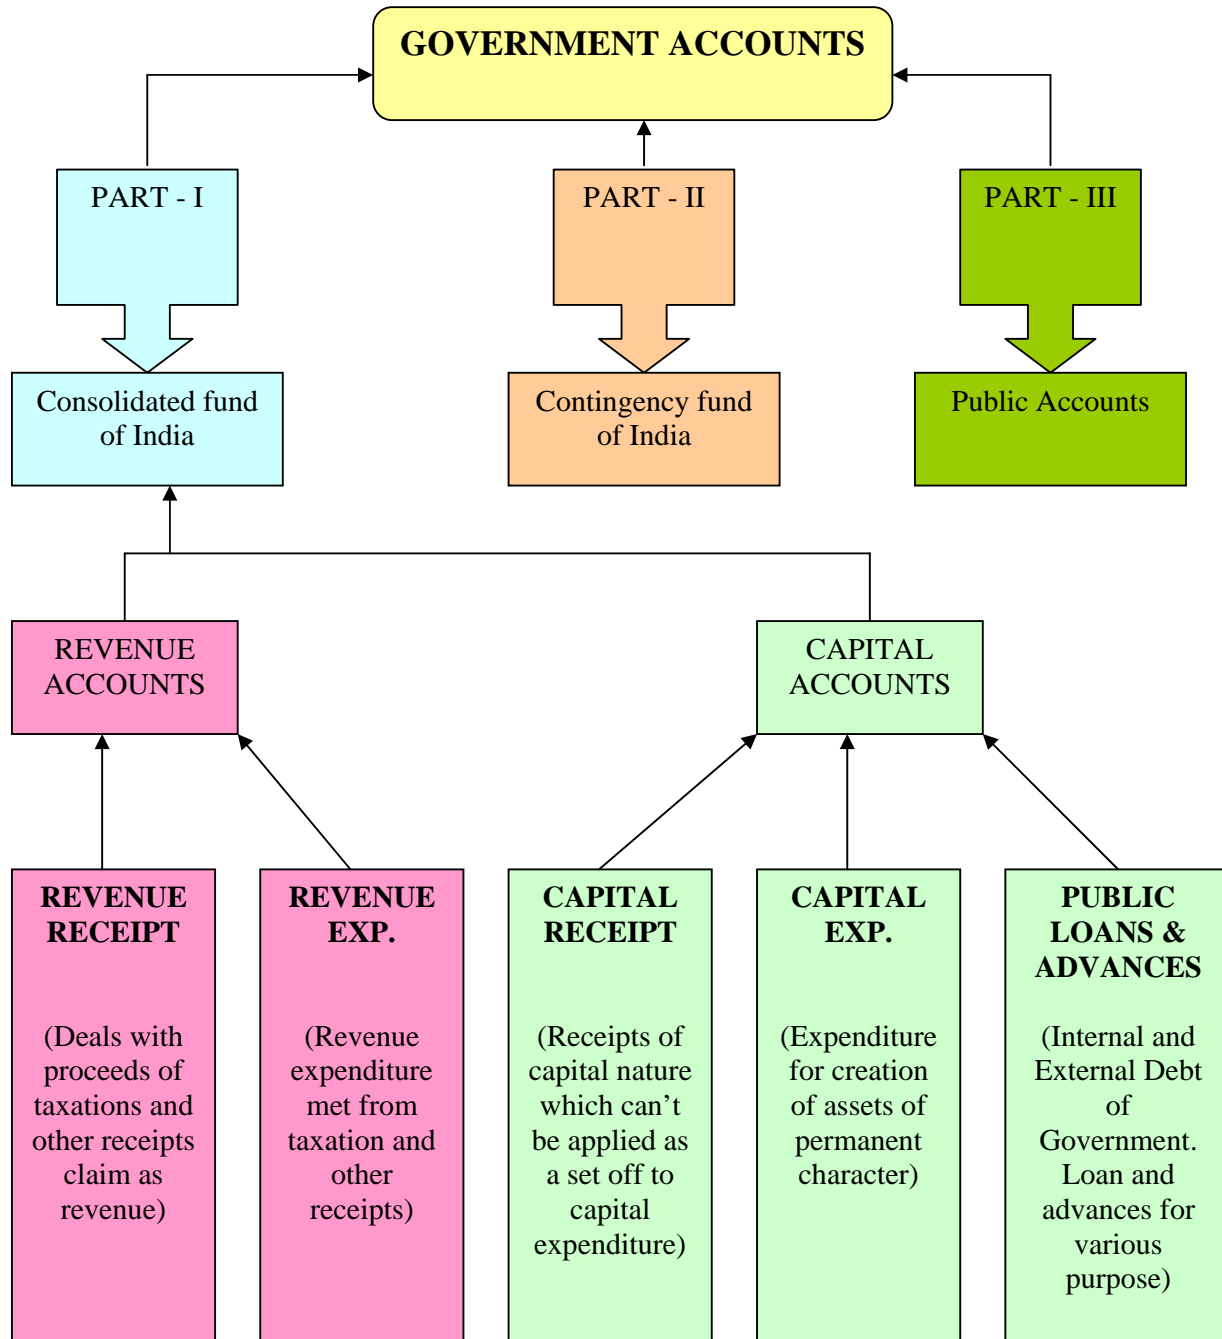 GOVERNMENT ACCOUNTS
PART - I
PART - II
PART - III
Consolidated fund
of India
Contingency fund
of India
Public Accounts
REVENUE
ACCOUNTS
CAPITAL
ACCOUNTS
REVENUE
RECEIPT
(Deals with
proceeds of
taxations and
other receipts
claim as
revenue)
REVENUE
EXP.
(Revenue
expenditure
met from
taxation and
other
receipts)
CAPITAL
RECEIPT
(Receipts of
capital nature
which can’t
be applied as
a set off to
capital
expenditure)
CAPITAL
EXP.
(Expenditure
for creation
of assets of
permanent
character)
PUBLIC
LOANS &
ADVANCES
(Internal and
External Debt
of
Government.
Loan and
advances for
various
purpose)